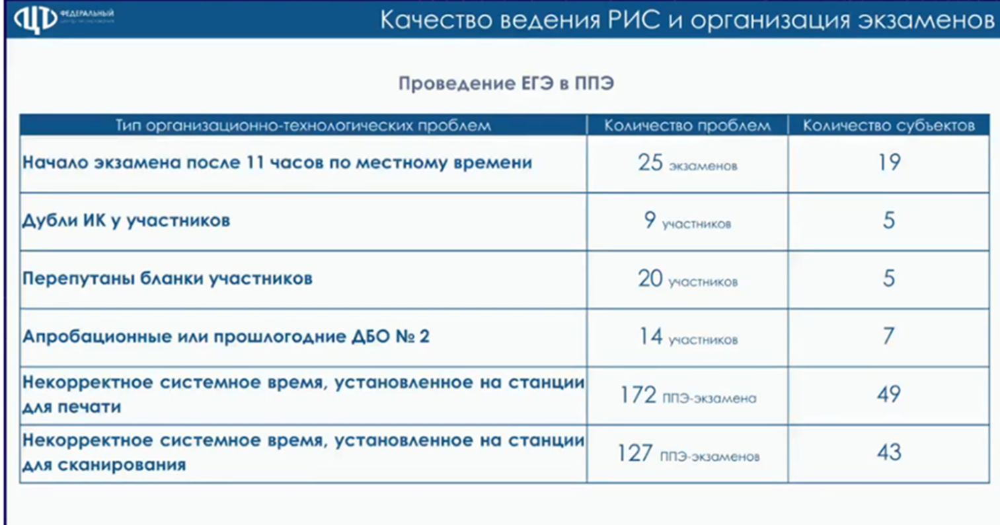 ФЕДЕРАЛЬНЫЙ
Качество ведения РИС и организация экзаменов
Проведение ЕГЭ в ППЭ
Тип организационно-технологических проблем Количество проблем Количество субъектов
Начало экзамена после 11 часов по местному времени 25 экзаменов 19
Дубли ИК у участников 9 участников 5
Перепутаны бланки участников 20 участников 5
Апробационные или прошлогодние ДБО № 2 14 участников 7
Некорректное системное время, установленное на станции
для печати 172 ППЭ-экзамена 49
Некорректное системное время, установленное на станции
для сканирования 127 ППЭ-экзаменов 43